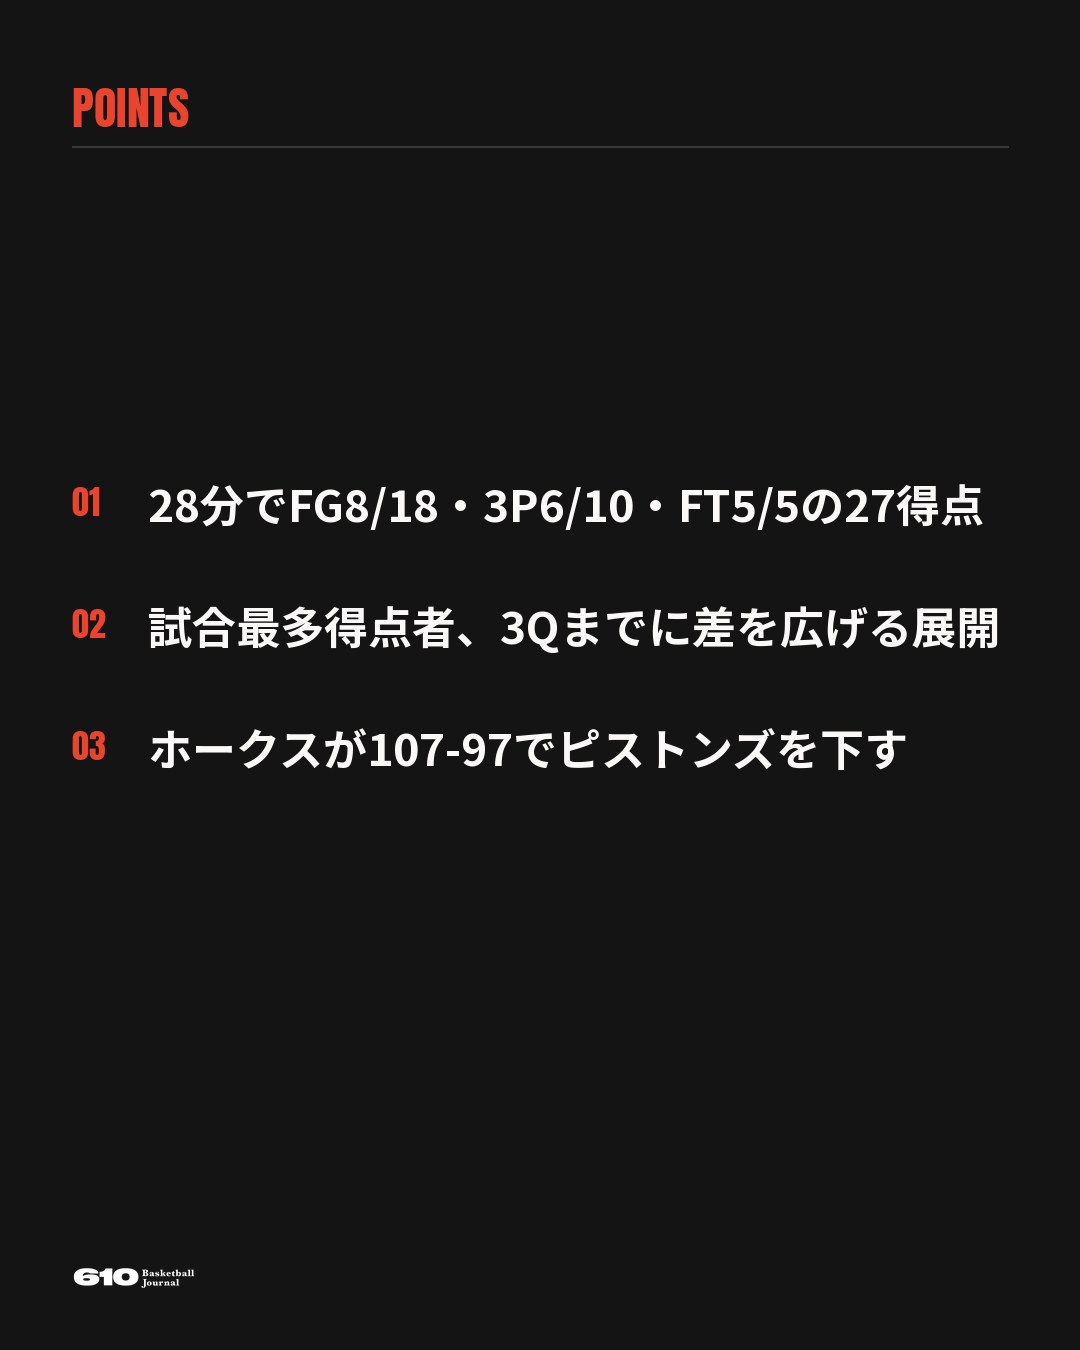 POINTS
01 28分でFG8/18・3P6/10・FT5/5の27得点
02 試合最多得点者、3Qまでに差を広げる展開
03 ホークスが107-97でピストンズを下す
610 Basketball
Journal